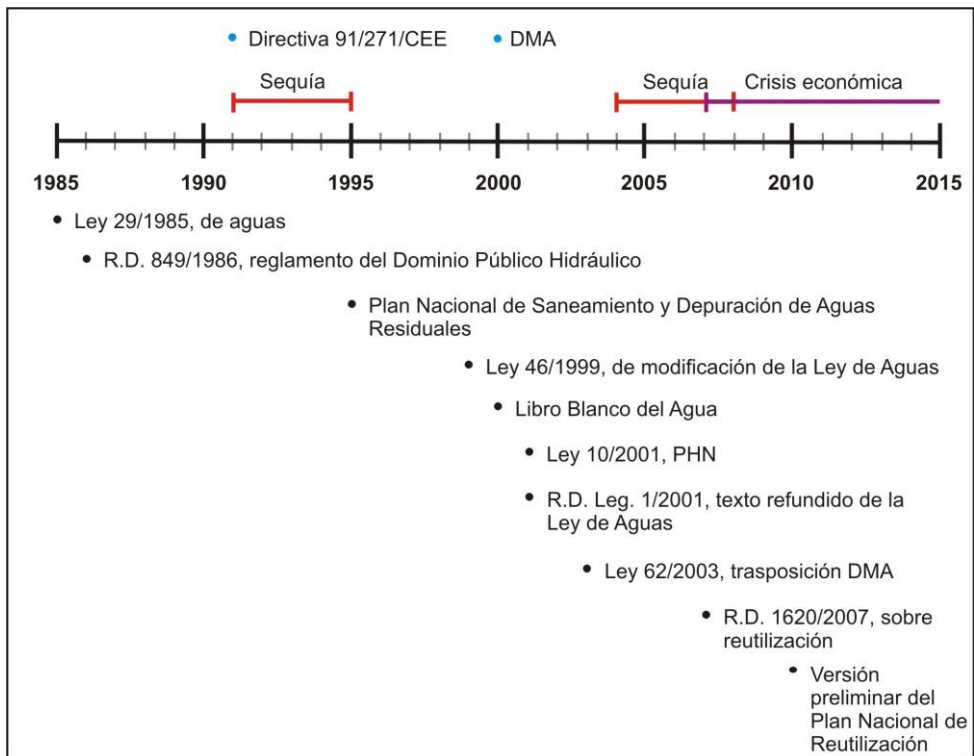 Directiva 91/271/CEE
DMA
Sequía
Sequía
Crisis económica
1985
1990
1995
2000
2005
2010
2015
Ley 29/1985, de aguas
R.D. 849/1986, reglamento del Dominio Público Hidráulico
Plan Nacional de Saneamiento y Depuración de Aguas
Residuales
Ley 46/1999, de modificación de la Ley de Aguas
Libro Blanco del Agua
Ley 10/2001, PHN
R.D. Leg. 1/2001, texto refundido de la
Ley de Aguas
Ley 62/2003, trasposición DMA
R.D. 1620/2007, sobre
reutilización
Versión
preliminar del
Plan Nacional de
Reutilización